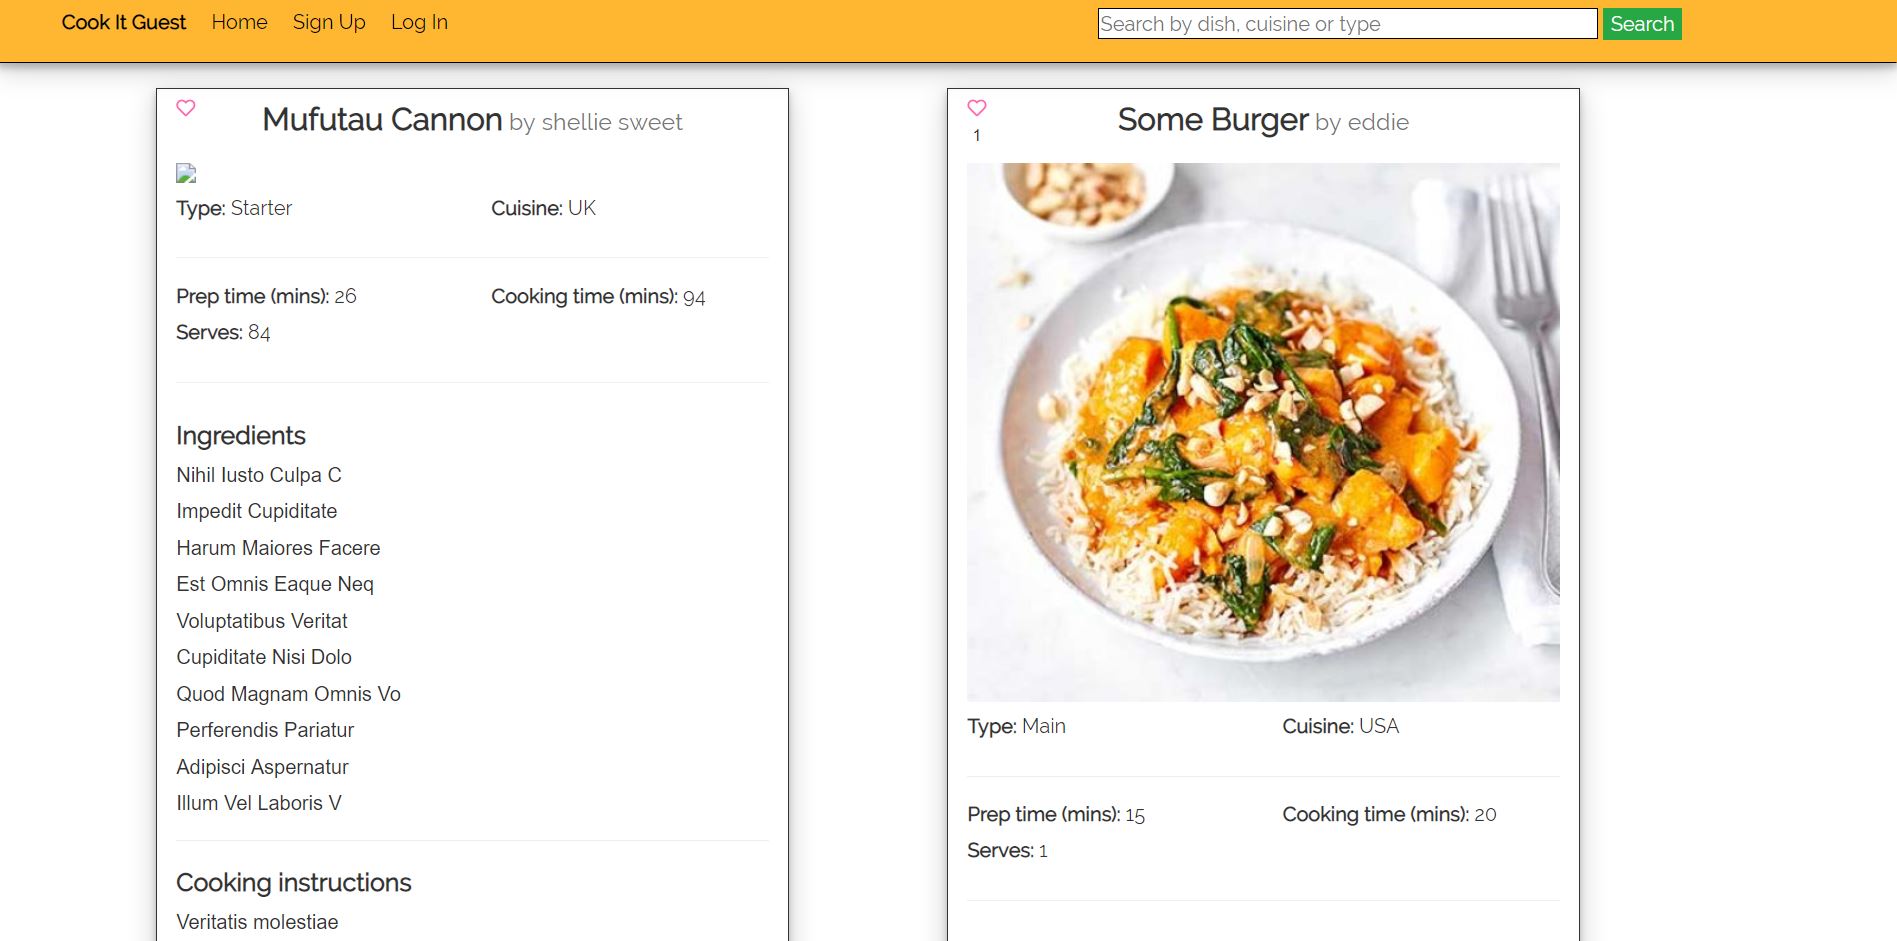 Cook It Guest Home Sign Up Log In Search by dish, cuisine or type Search
Mufutau Cannon by shellie sweet
Type: Starter Cuisine: UK
Prep time (mins): 26 Cooking time (mins): 94
Serves: 84
Ingredients
Nihil Iusto Culpa C
Impedit Cupiditate
Harum Maiores Facere
Est Omnis Eaque Neq
Voluptatibus Veritat
Cupiditate Nisi Dolo
Quod Magnam Omnis Vo
Perferendis Pariatur
Adipisci Aspernatur
Illum Vel Laboris V
Cooking instructions
Veritatis molestiae
Some Burger by eddie
1
Type: Main Cuisine: USA
Prep time (mins): 15 Cooking time (mins): 20
Serves: 1